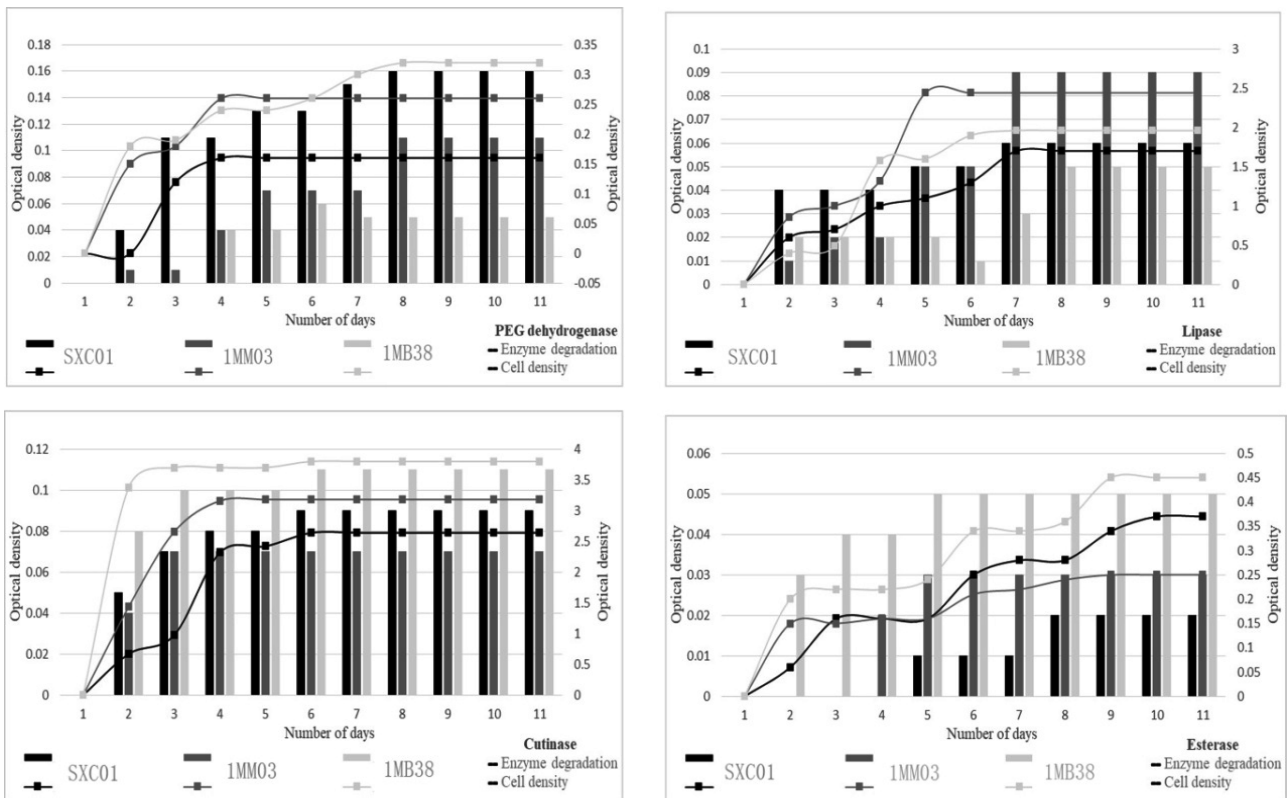 0.18 0.35
0.16 0.3
0.14 0.25
0.12 0.2
0.1 0.15
0.08 0.1
0.06 0.05
0.04 0
0.02 -0.05
0
Optical density
Optical density
1 2 3 4 5 6 7 8 9 10 11
Number of days
PEG dehydrogenase
SXC01 1MM03 1MB38
Enzyme degradation
Cell density
0.1 3
0.09 2.5
0.08 2
0.07 1.5
0.06 1
0.05 0.5
0.04 0
0.03
0.02
0.01
0
Optical density
Optical density
1 2 3 4 5 6 7 8 9 10 11
Number of days
Lipase
SXC01 1MM03 1MB38
Enzyme degradation
Cell density
0.12 4
0.1 3.5
0.08 3
0.06 2.5
0.04 2
0.02 1.5
0 1
0.5
0
Optical density
Optical density
1 2 3 4 5 6 7 8 9 10 11
Number of days
Cutinase
SXC01 1MM03 1MB38
Enzyme degradation
Cell density
0.06 0.5
0.05 0.45
0.04 0.4
0.03 0.35
0.02 0.3
0.01 0.25
0 0.2
0.15
0.1
0.05
0
Optical density
Optical density
1 2 3 4 5 6 7 8 9 10 11
Number of days
Esterase
SXC01 1MM03 1MB38
Enzyme degradation
Cell density